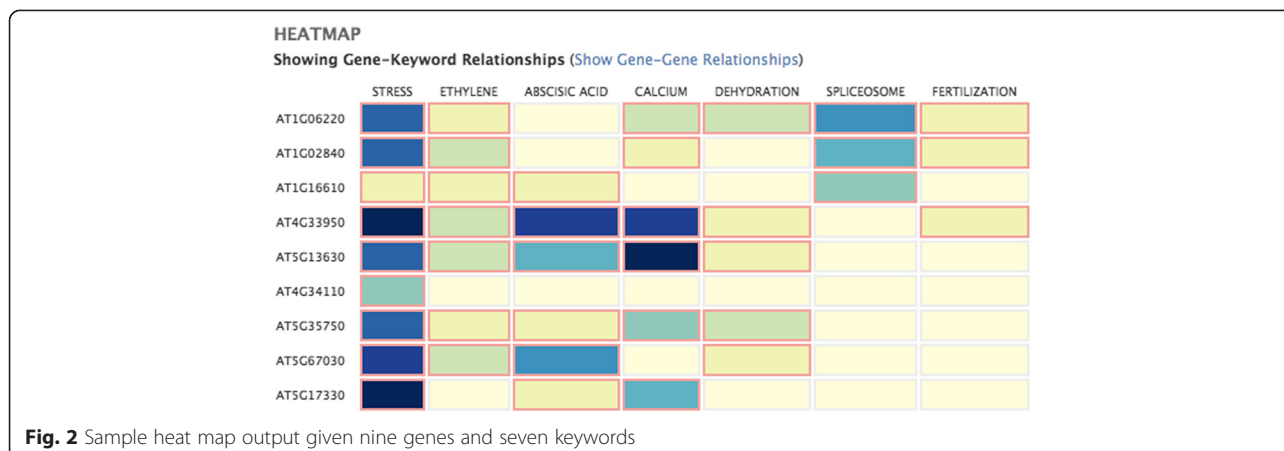 HEATMAP
Showing Gene-Keyword Relationships (Show Gene-Gene Relationships)
STRESS ETHYLENE ABSCISIC ACID CALCIUM DEHYDRATION SPLICEOSOME FERTILIZATION
AT1G06220
AT1G02840
AT1G16610
AT4G33950
AT5G13630
AT4G34110
AT5G35750
AT5G67030
AT5G17330
Fig. 2 Sample heat map output given nine genes and seven keywords